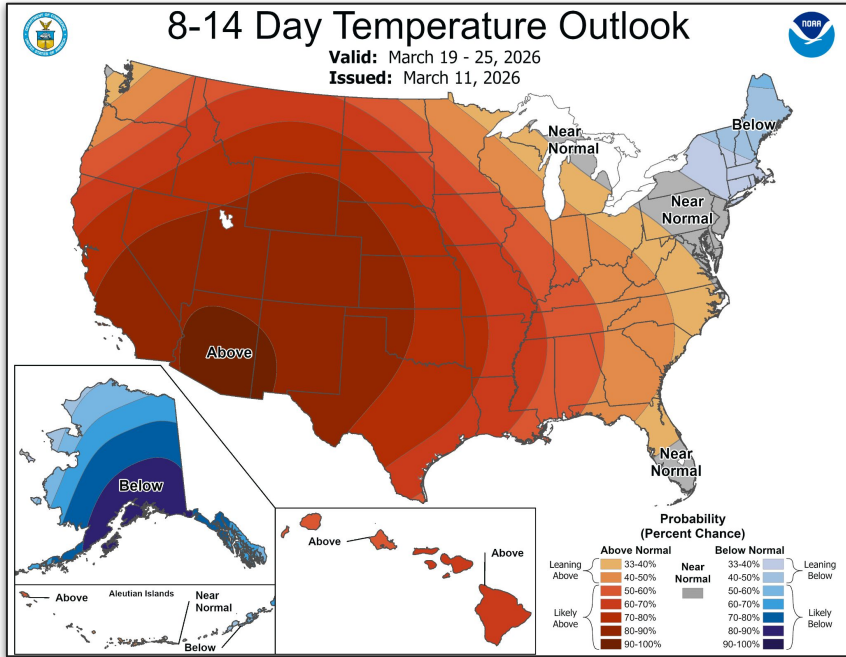 8-14 Day Temperature Outlook
Valid: March 19 - 25, 2026
Issued: March 11, 2026
NOAA
Near
Normal
Below
Near
Normal
Above
Near
Normal
Below
Above
Above
Above
Aleutian Islands
Near
Normal
Below
Probability
(Percent Chance)
Above Normal
Below Normal
Leaning
Above
33-40%
40-50%
Near
Normal
33-40%
40-50%
Leaning
Below
Likely
Above
50-60%
60-70%
70-80%
80-90%
90-100%
50-60%
60-70%
70-80%
80-90%
90-100%
Likely
Below